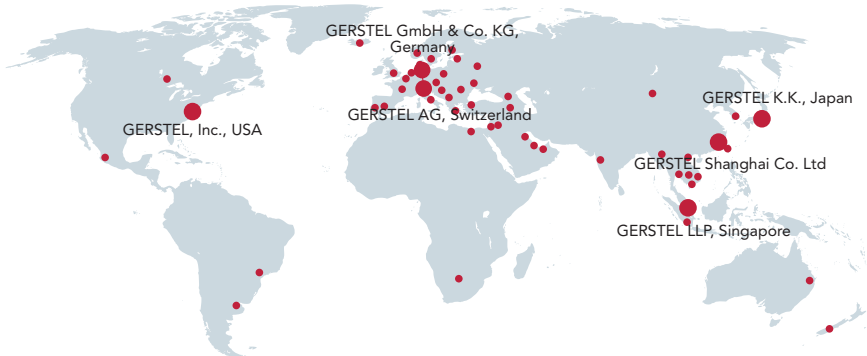 GERSTEL GmbH & Co. KG,
Germany
GERSTEL K.K., Japan
GERSTEL AG, Switzerland
GERSTEL, Inc., USA
GERSTEL Shanghai Co. Ltd
GERSTEL LLP, Singapore